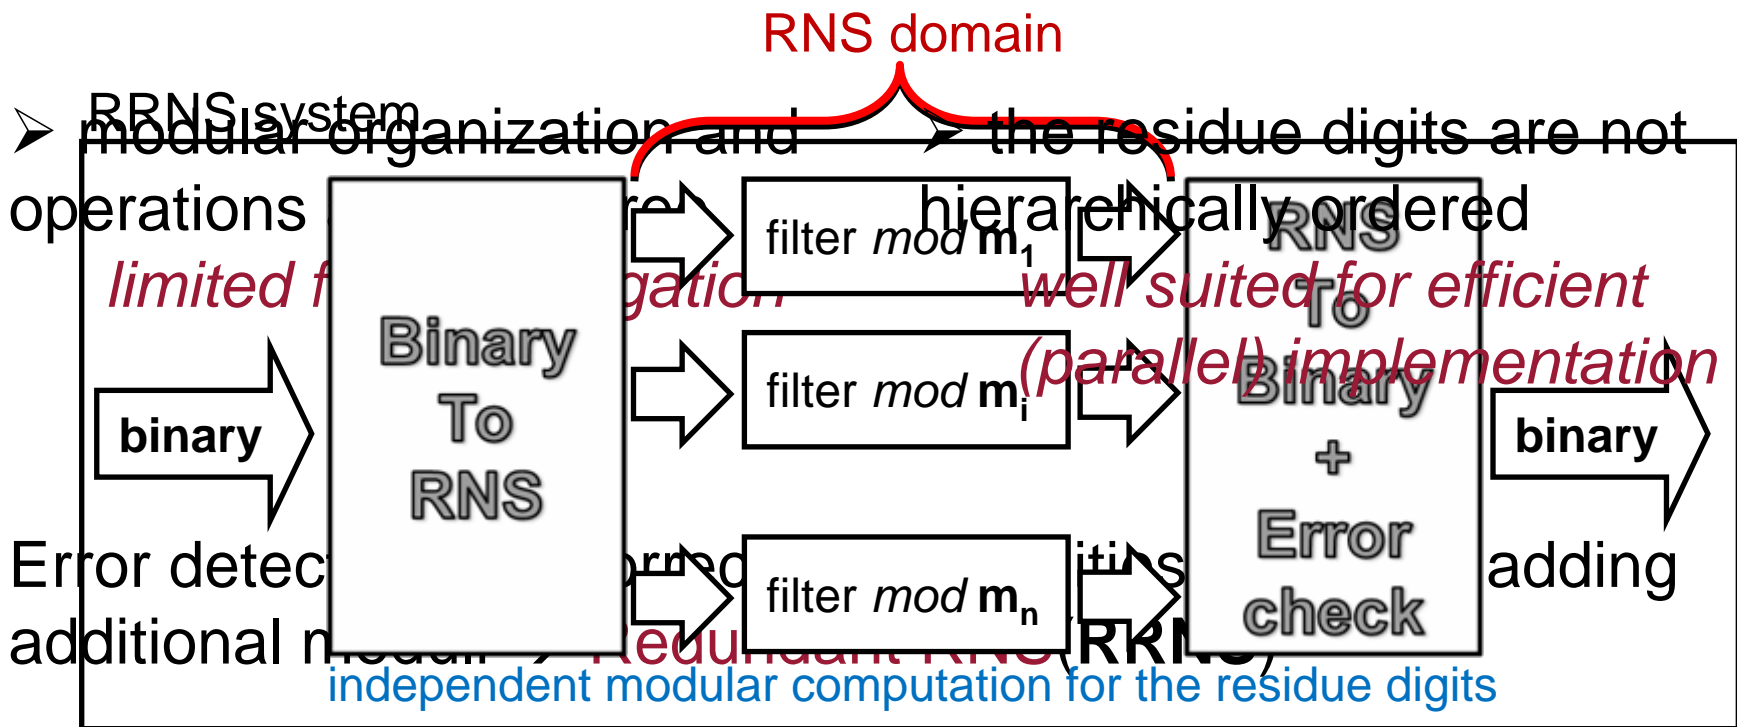 RNS domain
RRNS system
➢ modular organization and
operations
limited
➢ the residue digits are not
hierarchically ordered
well suited for efficient
(parallel) implementation
binary
Binary
To
RNS
filter mod m1
filter mod mi
filter mod mn
RNS
To
Binary
+
Error
check
binary
Error
adding
additional
Redundant RNS (RRNS)
independent modular computation for the residue digits